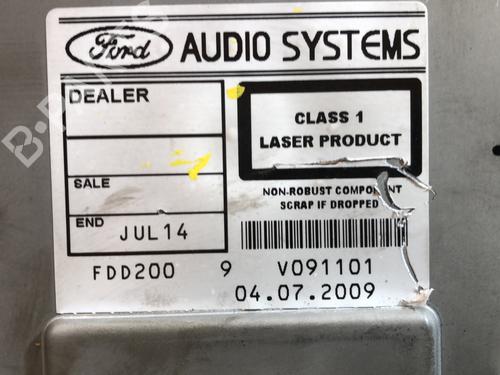 Ford AUDIO SYSTEMS
DEALER
CLASS 1
LASER PRODUCT
SALE
NON-ROBUST COMPONENT
SCRAP IF DROPPED
END JUL14
FDD200 9 V091101
04.07.2009